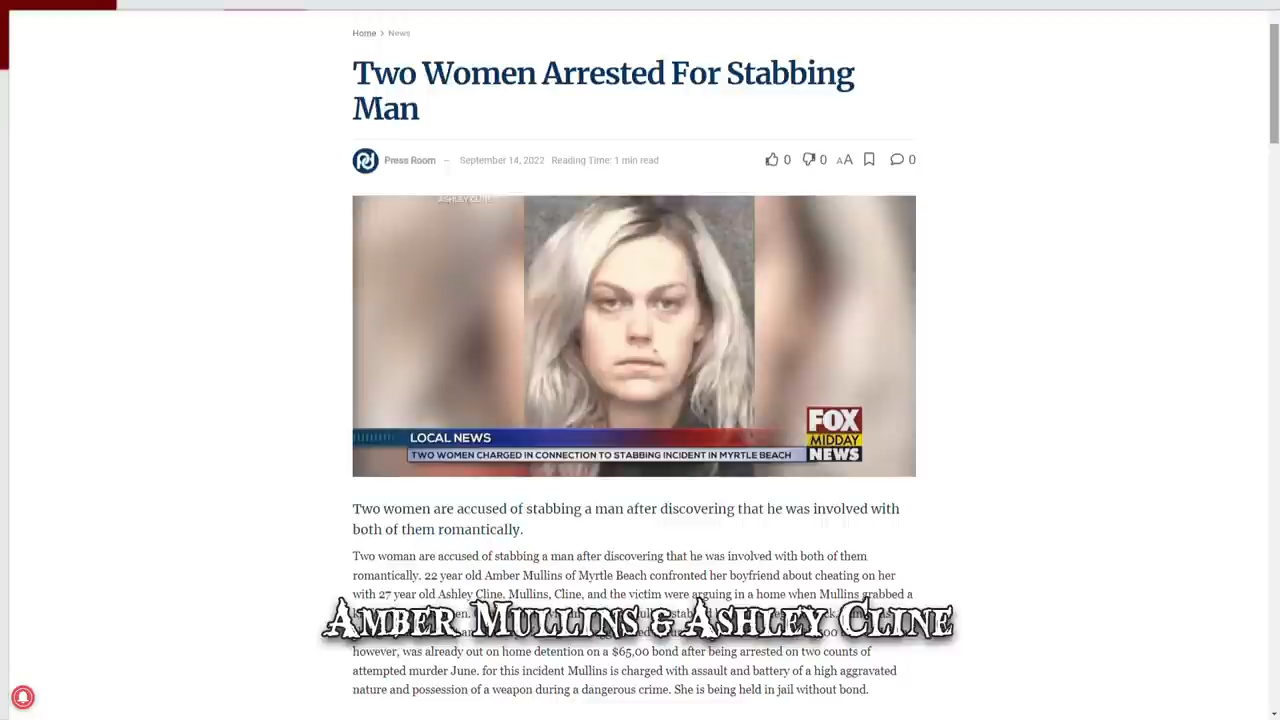 Home > News
Two Women Arrested For Stabbing
Man
Press Room – September 14, 2022 Reading Time: 1 min read
0 0 AA 0
ASHLEY CLINE
LOCAL NEWS
TWO WOMEN CHARGED IN CONNECTION TO STABBING INCIDENT IN MYRTLE BEACH
FOX
MIDDAY
NEWS
Two women are accused of stabbing a man after discovering that he was involved with
both of them romantically.
Two woman are accused of stabbing a man after discovering that he was involved with both of them
romantically. 22 year old Amber Mullins of Myrtle Beach confronted her boyfriend about cheating on her
with 27 year old Ashley Cline. Mullins, Cline, and the victim were arguing in a home when Mullins grabbed a
Amber Mullins & Ashley Cline
however, was already out on home detention on a $65,00 bond after being arrested on two counts of
attempted murder June. for this incident Mullins is charged with assault and battery of a high aggravated
nature and possession of a weapon during a dangerous crime. She is being held in jail without bond.